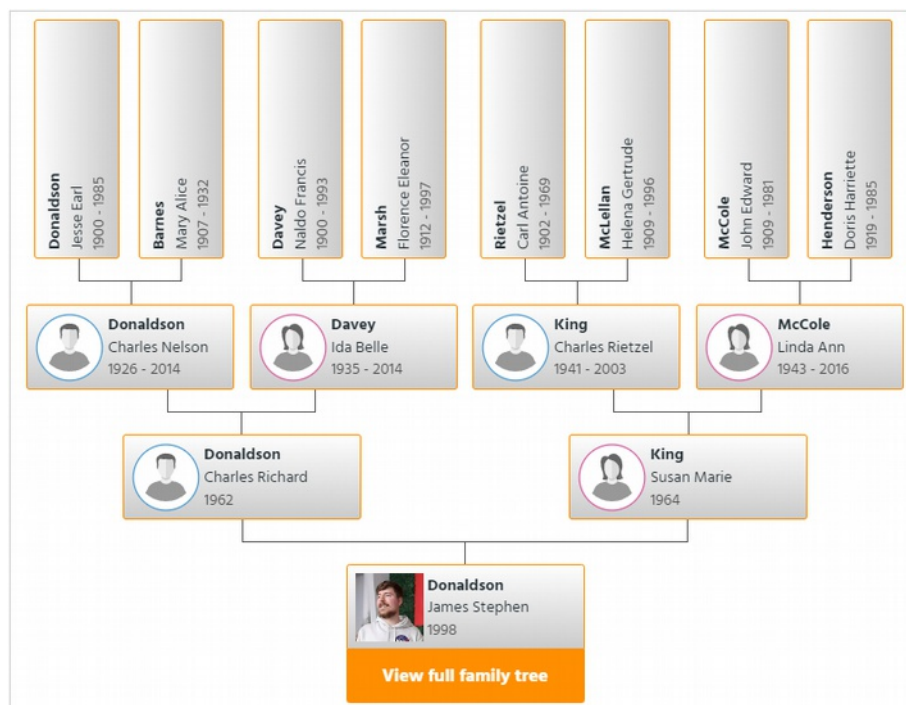 Donaldson
Jesse Earl
1900 - 1985
Barnes
Mary Alice
1907 - 1932
Davey
Naldo Francis
1900 - 1993
Marsh
Florence Eleanor
1912 - 1997
Rietzel
Carl Antoine
1902 - 1969
McLellan
Helena Gertrude
1909 - 1996
McCole
John Edward
1909 - 1981
Henderson
Doris Harriette
1919 - 1985
Donaldson
Charles Nelson
1926 - 2014
Davey
Ida Belle
1935 - 2014
King
Charles Rietzel
1941 - 2003
McCole
Linda Ann
1943 - 2016
Donaldson
Charles Richard
1962
King
Susan Marie
1964
Donaldson
James Stephen
1998
View full family tree